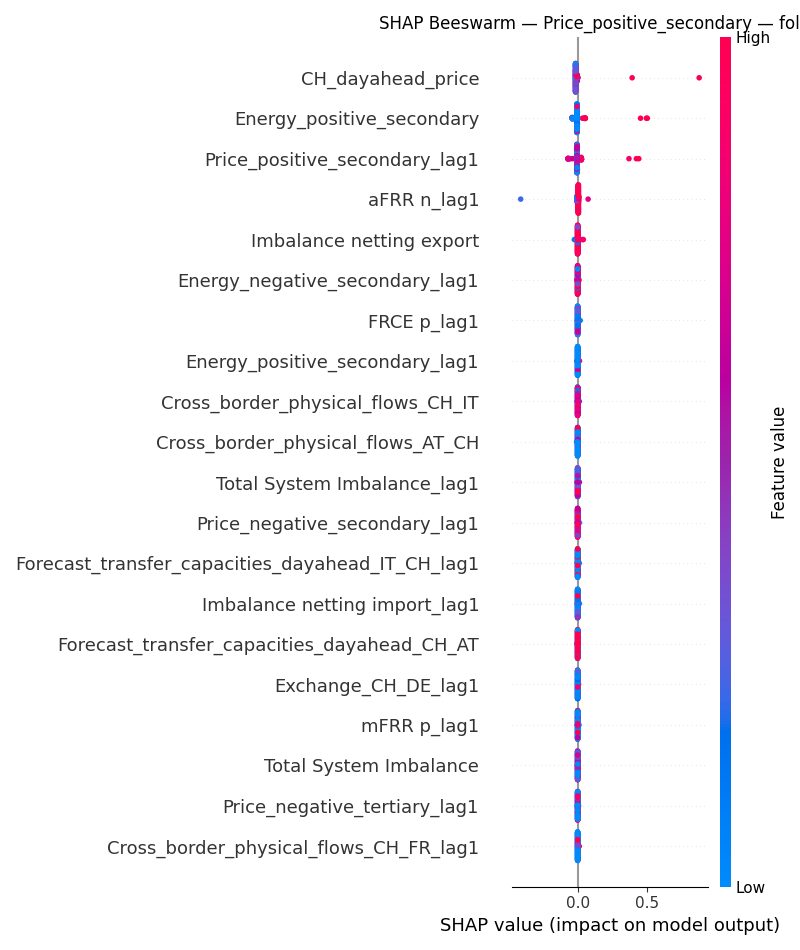 SHAP Beeswarm — Price_positive_secondary — fol
High
CH_dayahead_price
Energy_positive_secondary
Price_positive_secondary_lag1
aFRR n_lag1
Imbalance netting export
Energy_negative_secondary_lag1
FRCE p_lag1
Energy_positive_secondary_lag1
Cross_border_physical_flows_CH_IT
Cross_border_physical_flows_AT_CH
Total System Imbalance_lag1
Price_negative_secondary_lag1
Forecast_transfer_capacities_dayahead_IT_CH_lag1
Imbalance netting import_lag1
Forecast_transfer_capacities_dayahead_CH_AT
Exchange_CH_DE_lag1
mFRR p_lag1
Total System Imbalance
Price_negative_tertiary_lag1
Cross_border_physical_flows_CH_FR_lag1
Feature value
Low
0.0 0.5
SHAP value (impact on model output)